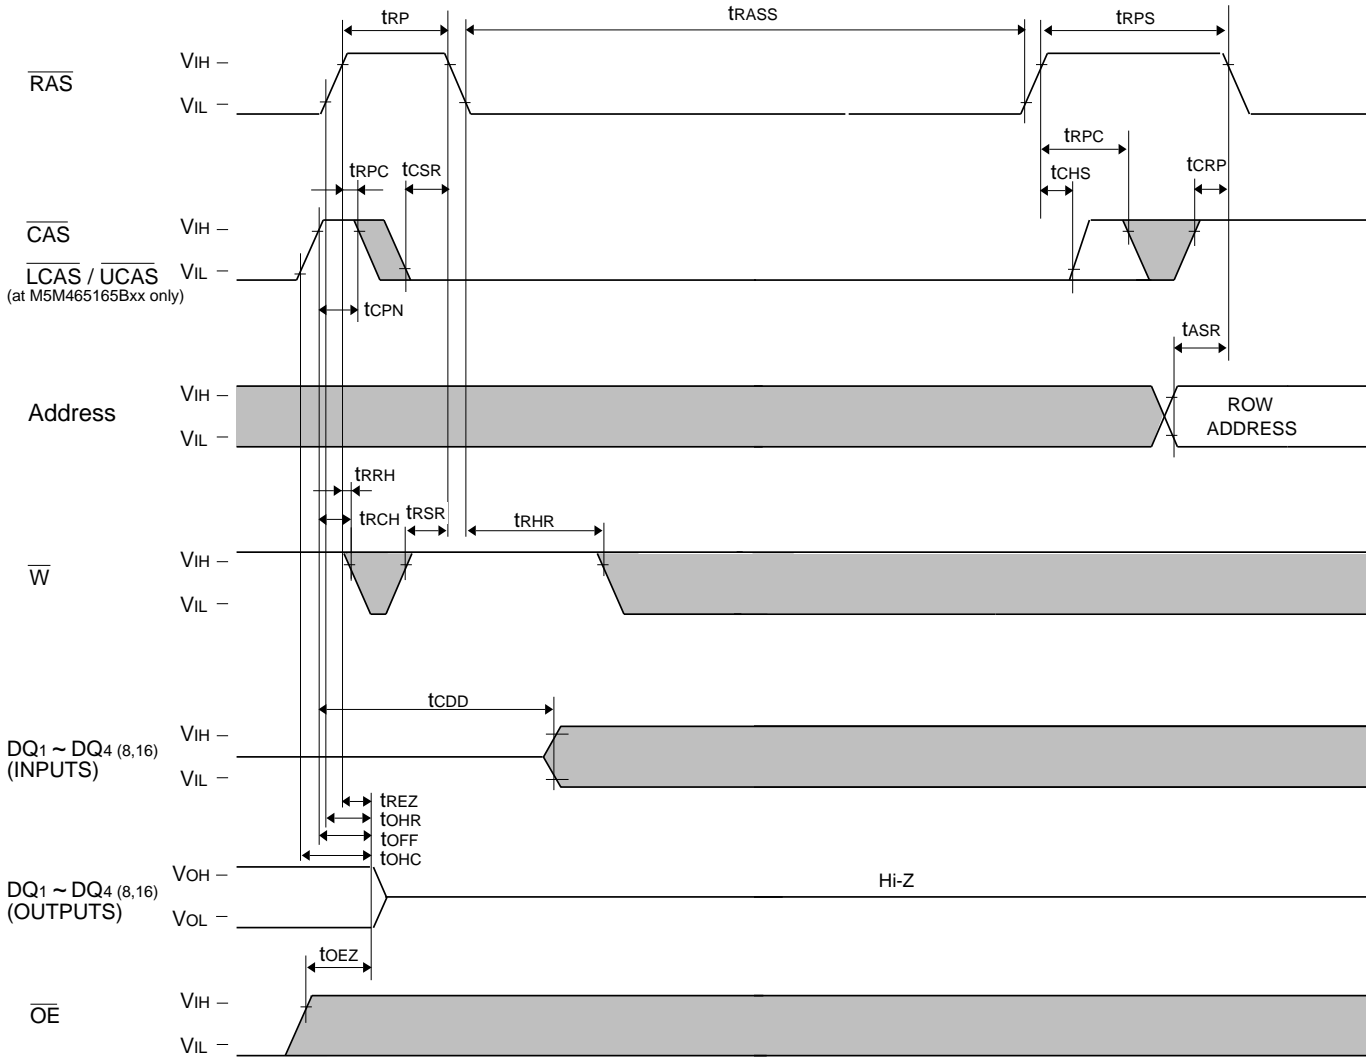 tRP
tRASS
tRPS
RAS
VIH
VIL
tRPC
tCSR
tRPC
tCHS
tCRP
CAS
LCAS / UCAS
(at M5M465165Bxx only)
VIH
VIL
tCPN
tASR
Address
VIH
VIL
ROW
ADDRESS
tRRH
tRCH
tRSR
tRHR
W
VIH
VIL
tCDD
DQ1 ~ DQ4 (8,16)
(INPUTS)
VIH
VIL
tREZ
tOHR
tOFF
tOHC
DQ1 ~ DQ4 (8,16)
(OUTPUTS)
VOH
VOL
Hi-Z
tOEZ
OE
VIH
VIL